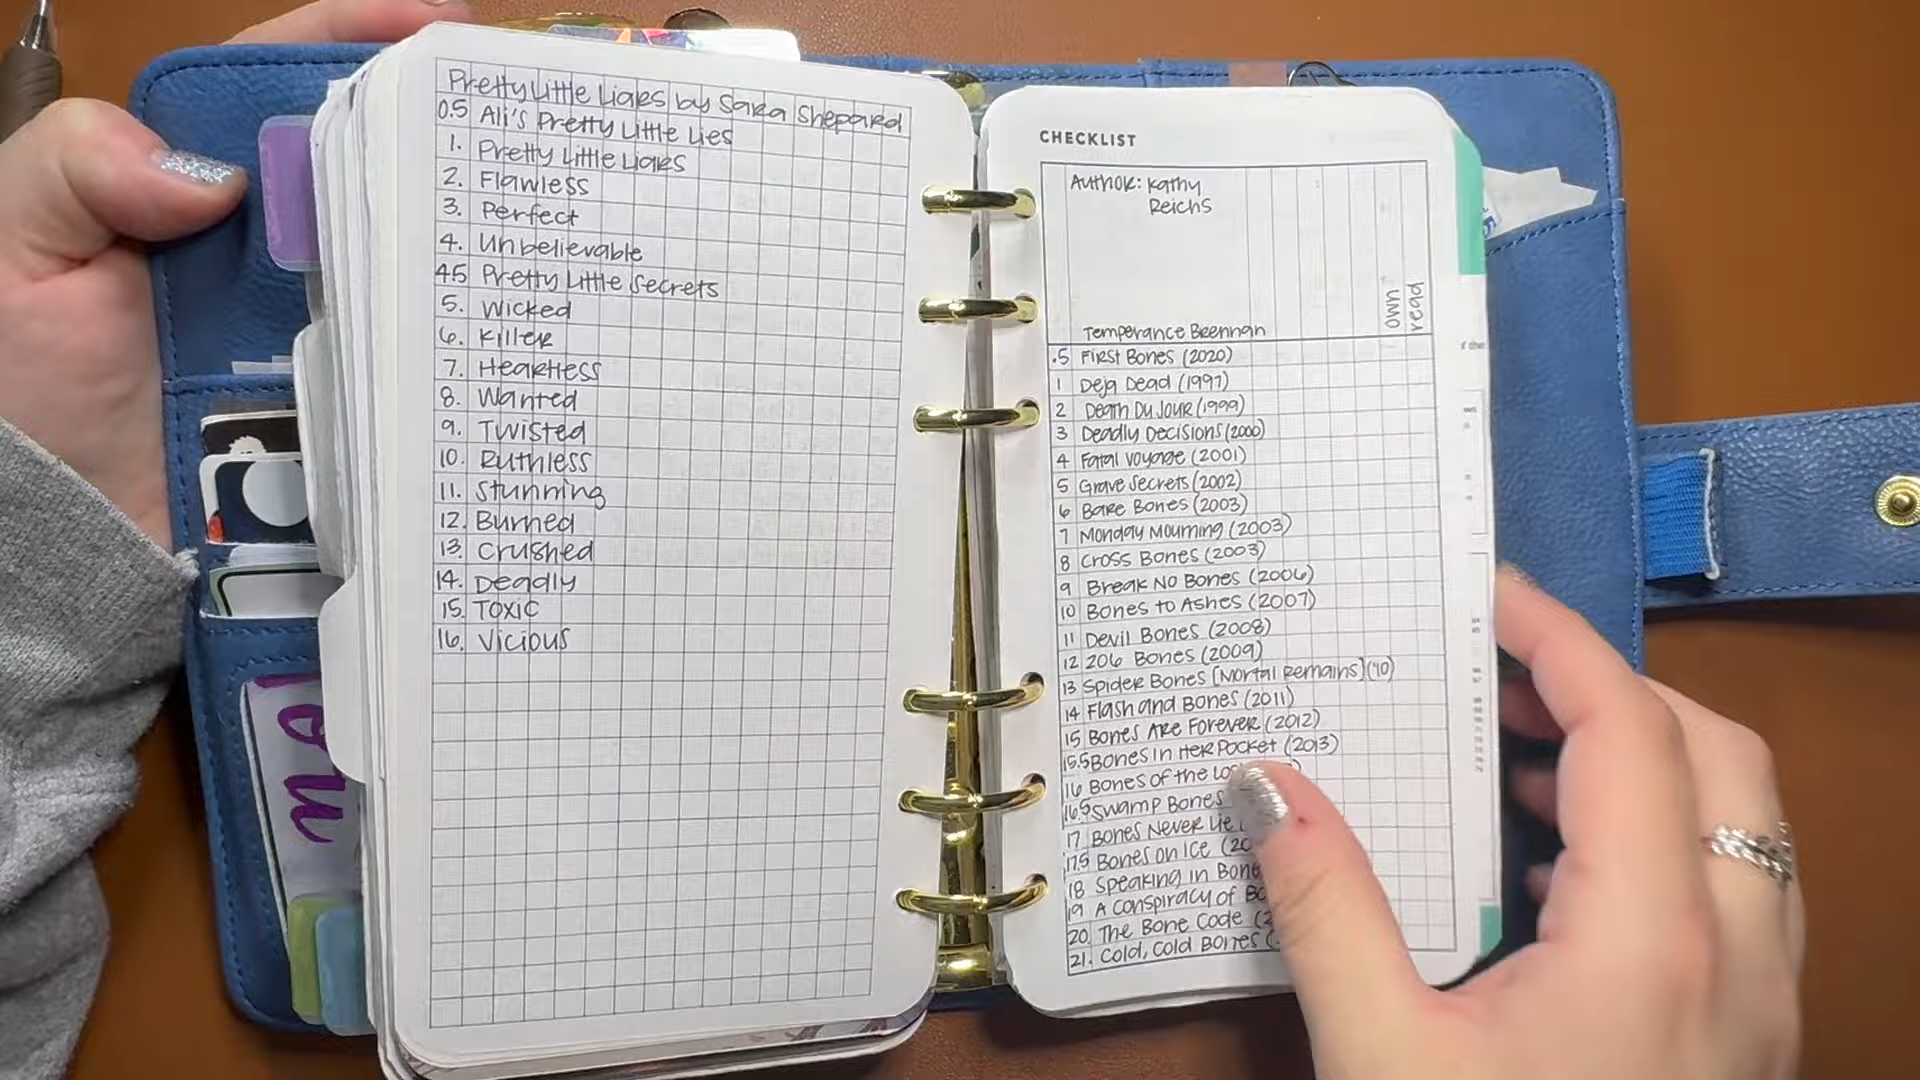 Pretty Little Liars by Sara Shepard
0.5 Ali's Pretty Little Lies
1. Pretty Little Liars
2. Flawless
3. Perfect
4. Unbelievable
4.5 Pretty Little Secrets
5. Wicked
6. Killer
7. Heartless
8. Wanted
9. Twisted
10. Ruthless
11. Stunning
12. Burned
13. Crushed
14. Deadly
15. Toxic
16. Vicious
CHECKLIST
Author: Kathy
Reichs
own
read
Temperance Brennan
.5 First Bones (2020)
1 Deja Dead (1997)
2 Death Du Jour (1999)
3 Deadly Decisions (2000)
4 Fatal Voyage (2001)
5 Grave Secrets (2002)
6 Bare Bones (2003)
7 Monday Mourning (2003)
8 Cross Bones (2003)
9 Break No Bones (2006)
10 Bones to Ashes (2007)
11 Devil Bones (2008)
12 206 Bones (2009)
13 Spider Bones [Mortal Remains] ('10)
14 Flash and Bones (2011)
15 Bones Are Forever (2012)
15.5 Bones In Her Pocket (2013)
16 Bones of the
16.5 Swamp Bones
17 Bones Never Lie
17.5 Bones on Ice
18 Speaking in
19 A Conspiracy of
20. The Bone Code
21. Cold, Cold Bones